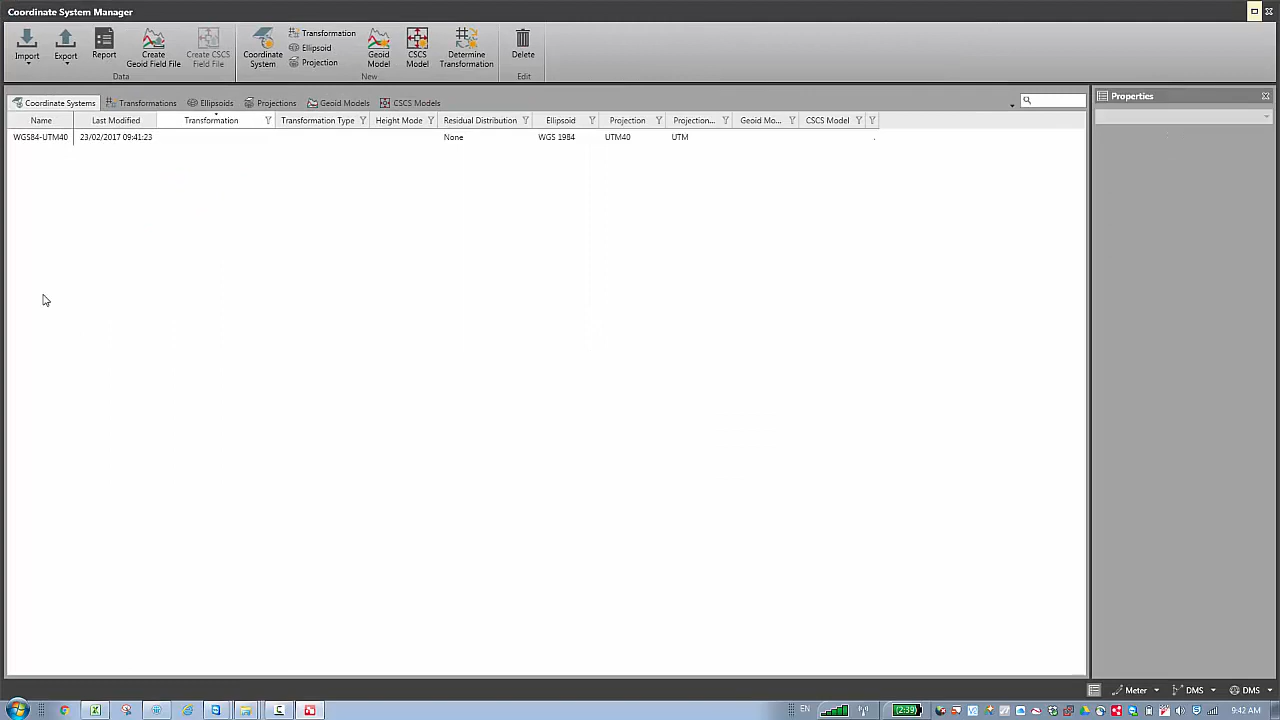 Coordinate System Manager
Import
Export
Report
Create
Geoid Field File
Create CSCS
Field File
Coordinate
System
Transformation
Ellipsoid
Projection
Geoid
Model
CSCS
Model
Determine
Transformation
Delete
Data
New
Edit
Coordinate Systems
Transformations
Ellipsoids
Projections
Geoid Models
CSCS Models
Properties
Name
Last Modified
Transformation
Transformation Type
Height Mode
Residual Distribution
Ellipsoid
Projection
Projection...
Geoid Mo...
CSCS Model
WGS84-UTM40
23/02/2017 09:41:23
None
WGS 1984
UTM40
UTM
Meter
DMS
DMS
EN
(2:39)
9:42 AM